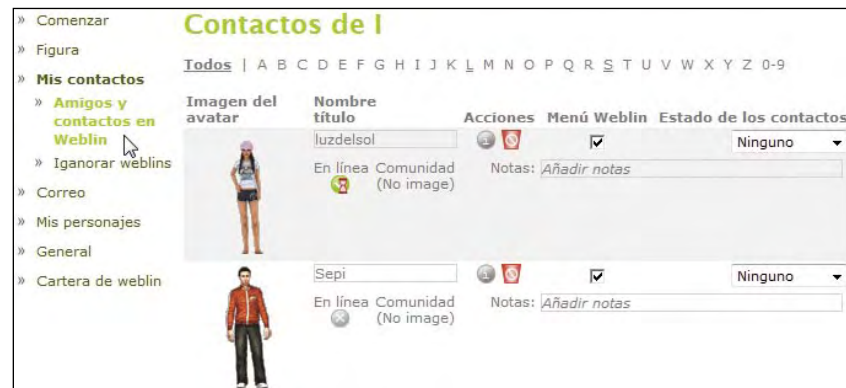 » Comenzar
» Figura
» Mis contactos
» Amigos y
contactos en
Weblin
» Iganorar weblins
» Correo
» Mis personajes
» General
» Cartera de weblin
Contactos de l
Todos | A B C D E F G H I J K L M N O P Q R S T U V W X Y Z 0-9
Imagen del avatar
Nombre título
Acciones Menú Weblin Estado de los contactos
luzdelsol
Ninguno
En línea Comunidad
(No image)
Notas: Añadir notas
Sepi
Ninguno
En línea Comunidad
(No image)
Notas: Añadir notas